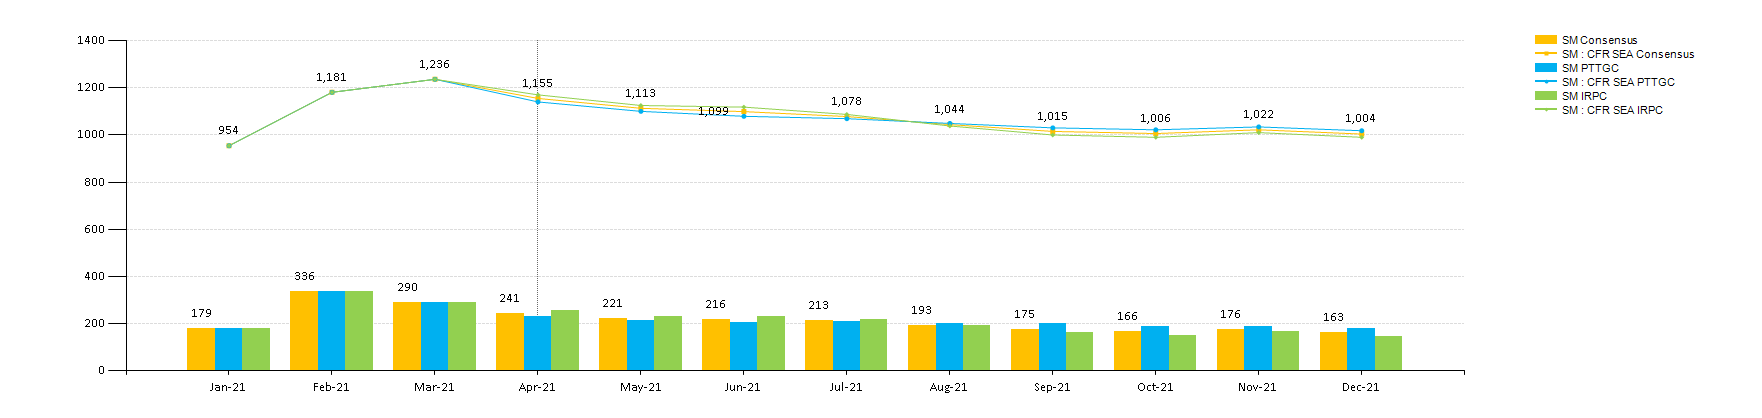 1400
1200
1000
800
600
400
200
0
954
1,181
1,236
1,155
1,113
1,099
1,078
1,044
1,015
1,006
1,022
1,004
179
336
290
241
221
216
213
193
175
166
176
163
Jan-21
Feb-21
Mar-21
Apr-21
May-21
Jun-21
Jul-21
Aug-21
Sep-21
Oct-21
Nov-21
Dec-21
SM Consensus
SM : CFR SEA Consensus
SM PTTGC
SM : CFR SEA PTTGC
SM IRPC
SM : CFR SEA IRPC